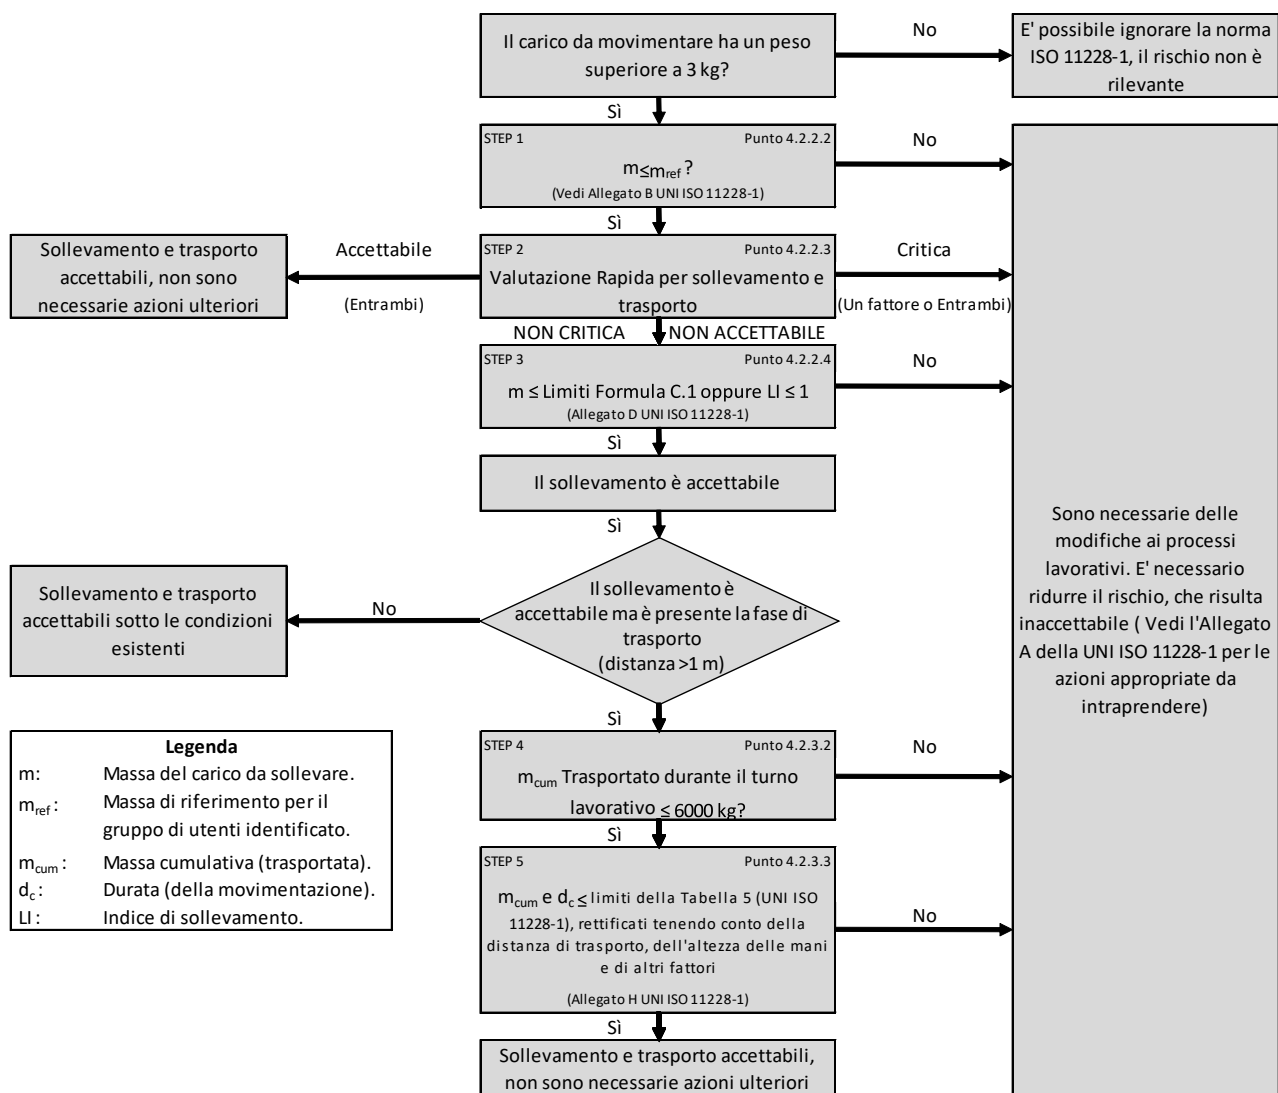 Il carico da movimentare ha un peso
superiore a 3 kg?
No
E' possibile ignorare la norma
ISO 11228-1, il rischio non è
rilevante
Sì
STEP 1 Punto 4.2.2.2
m≤mref ?
(Vedi Allegato B UNI ISO 11228-1)
No
Sì
Sollevamento e trasporto
accettabili, non sono
necessarie azioni ulteriori
Accettabile
(Entrambi)
STEP 2 Punto 4.2.2.3
Valutazione Rapida per sollevamento e
trasporto
Critica
(Un fattore o Entrambi)
NON CRITICA NON ACCETTABILE
STEP 3 Punto 4.2.2.4
m ≤ Limiti Formula C.1 oppure LI ≤ 1
(Allegato D UNI ISO 11228-1)
No
Sì
Il sollevamento è accettabile
Sì
Sollevamento e trasporto
accettabili sotto le condizioni
esistenti
No
Il sollevamento è
accettabile ma è presente la fase di
trasporto
(distanza >1 m)
Sono necessarie delle
modifiche ai processi
lavorativi. E' necessario
ridurre il rischio, che risulta
inaccettabile ( Vedi l'Allegato
A della UNI ISO 11228-1 per le
azioni appropriate da
intraprendere)
Sì
STEP 4 Punto 4.2.3.2
mcum Trasportato durante il turno
lavorativo ≤ 6000 kg?
No
Sì
STEP 5 Punto 4.2.3.3
mcum e dc ≤ limiti della Tabella 5 (UNI ISO
11228-1), rettificati tenendo conto della
distanza di trasporto, dell'altezza delle mani
e di altri fattori
(Allegato H UNI ISO 11228-1)
No
Sì
Sollevamento e trasporto accettabili,
non sono necessarie azioni ulteriori
Legenda
m: Massa del carico da sollevare.
mref : Massa di riferimento per il
gruppo di utenti identificato.
mcum : Massa cumulativa (trasportata).
dc : Durata (della movimentazione).
LI : Indice di sollevamento.